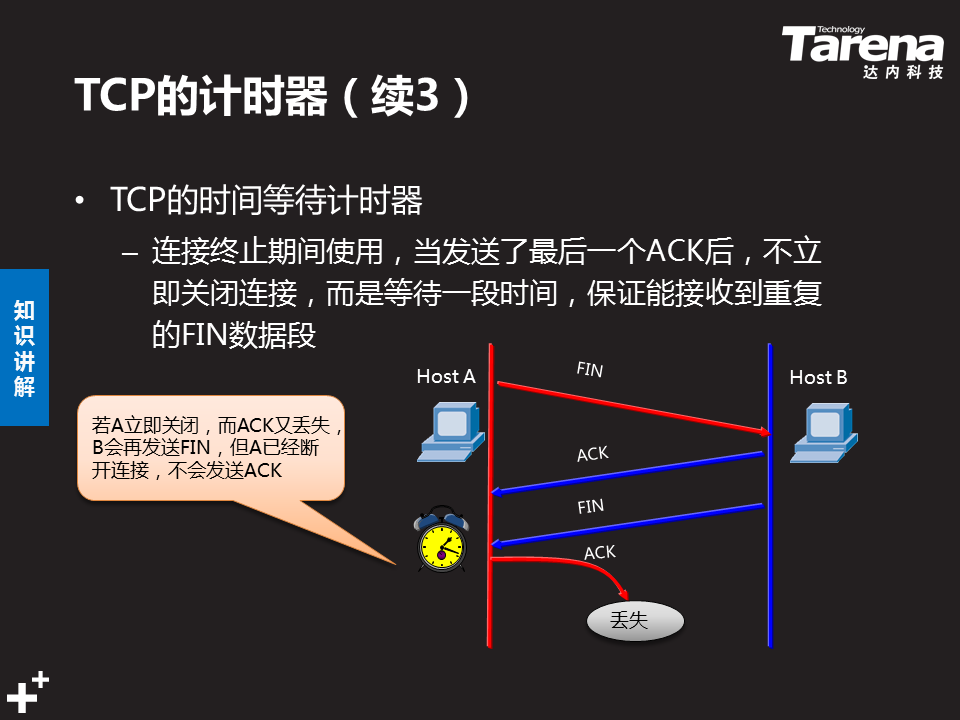 Technology
Tarena
达内科技
TCP的计时器（续3）
• TCP的时间等待计时器
– 连接终止期间使用，当发送了最后一个ACK后，不立
即关闭连接，而是等待一段时间，保证能接收到重复
的FIN数据段
知
识
讲
解
Host A
FIN
Host B
若A立即关闭，而ACK又丢失，
B会再发送FIN，但A已经断
开连接，不会发送ACK
ACK
FIN
ACK
丢失